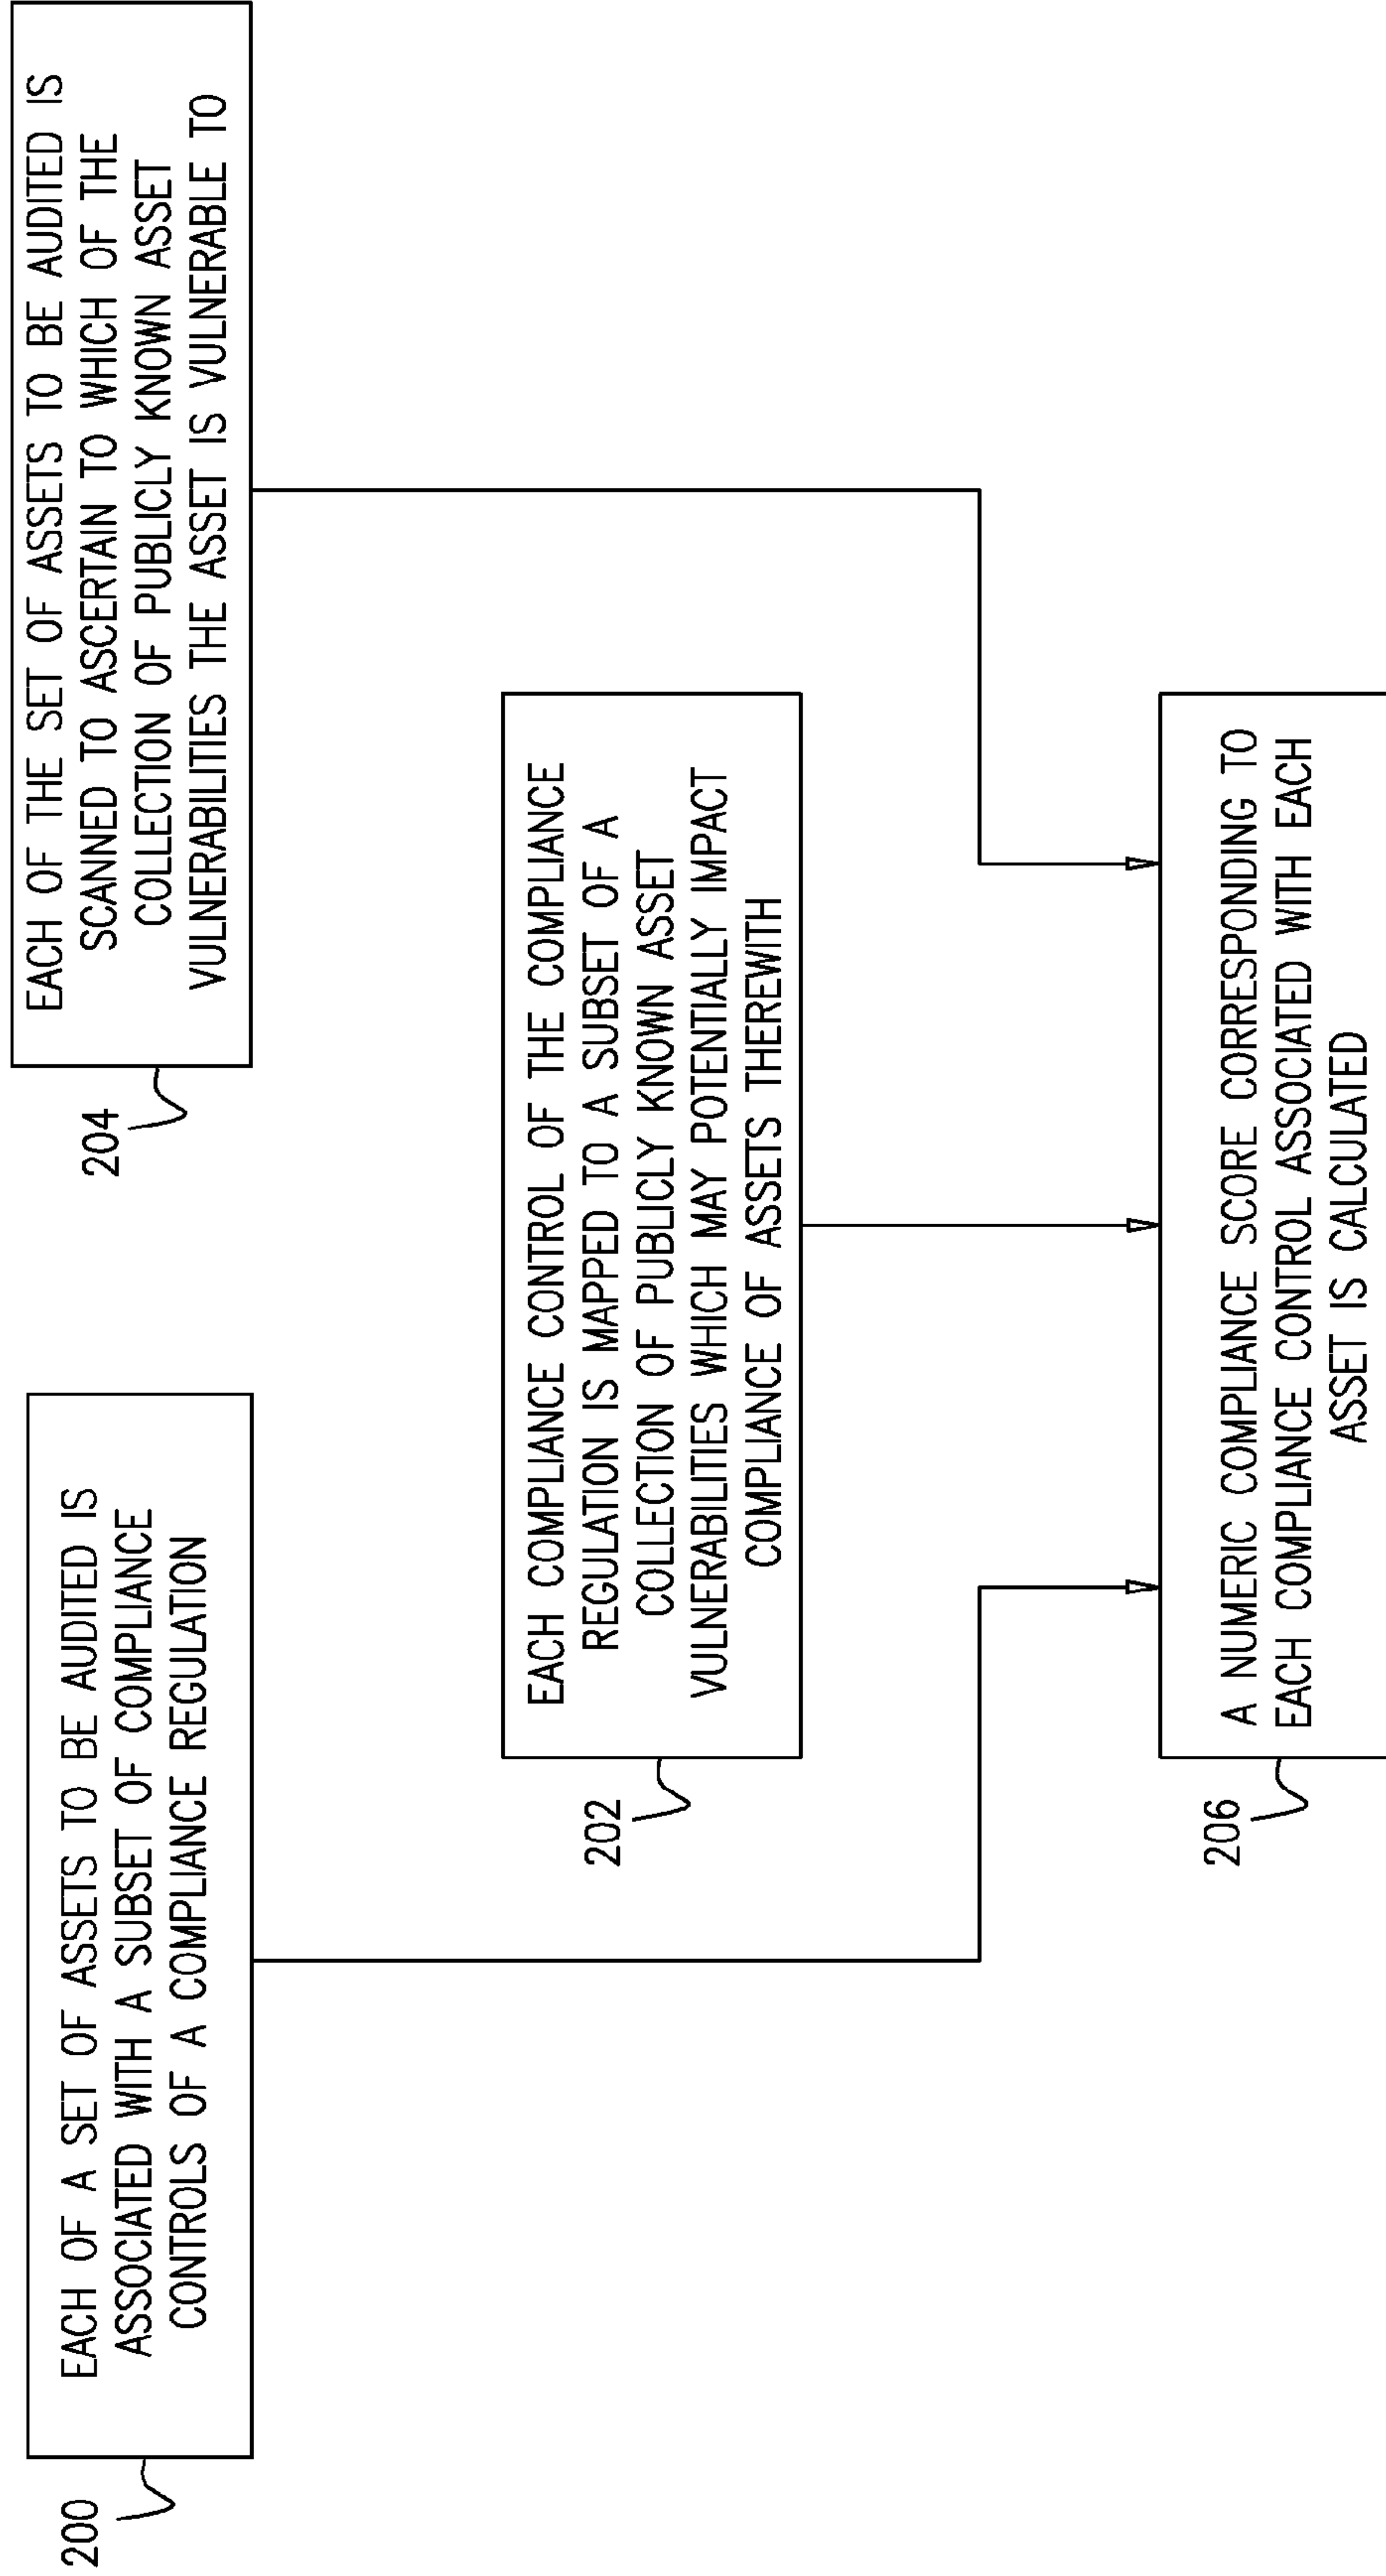 200
EACH OF A SET OF ASSETS TO BE AUDITED IS
ASSOCIATED WITH A SUBSET OF COMPLIANCE
CONTROLS OF A COMPLIANCE REGULATION
204
EACH OF THE SET OF ASSETS TO BE AUDITED IS
SCANNED TO ASCERTAIN TO WHICH OF THE
COLLECTION OF PUBLICLY KNOWN ASSET
VULNERABILITIES THE ASSET IS VULNERABLE TO
202
EACH COMPLIANCE CONTROL OF THE COMPLIANCE
REGULATION IS MAPPED TO A SUBSET OF A
COLLECTION OF PUBLICLY KNOWN ASSET
VULNERABILITIES WHICH MAY POTENTIALLY IMPACT
COMPLIANCE OF ASSETS THEREWITH
206
A NUMERIC COMPLIANCE SCORE CORRESPONDING TO
EACH COMPLIANCE CONTROL ASSOCIATED WITH EACH
ASSET IS CALCULATED